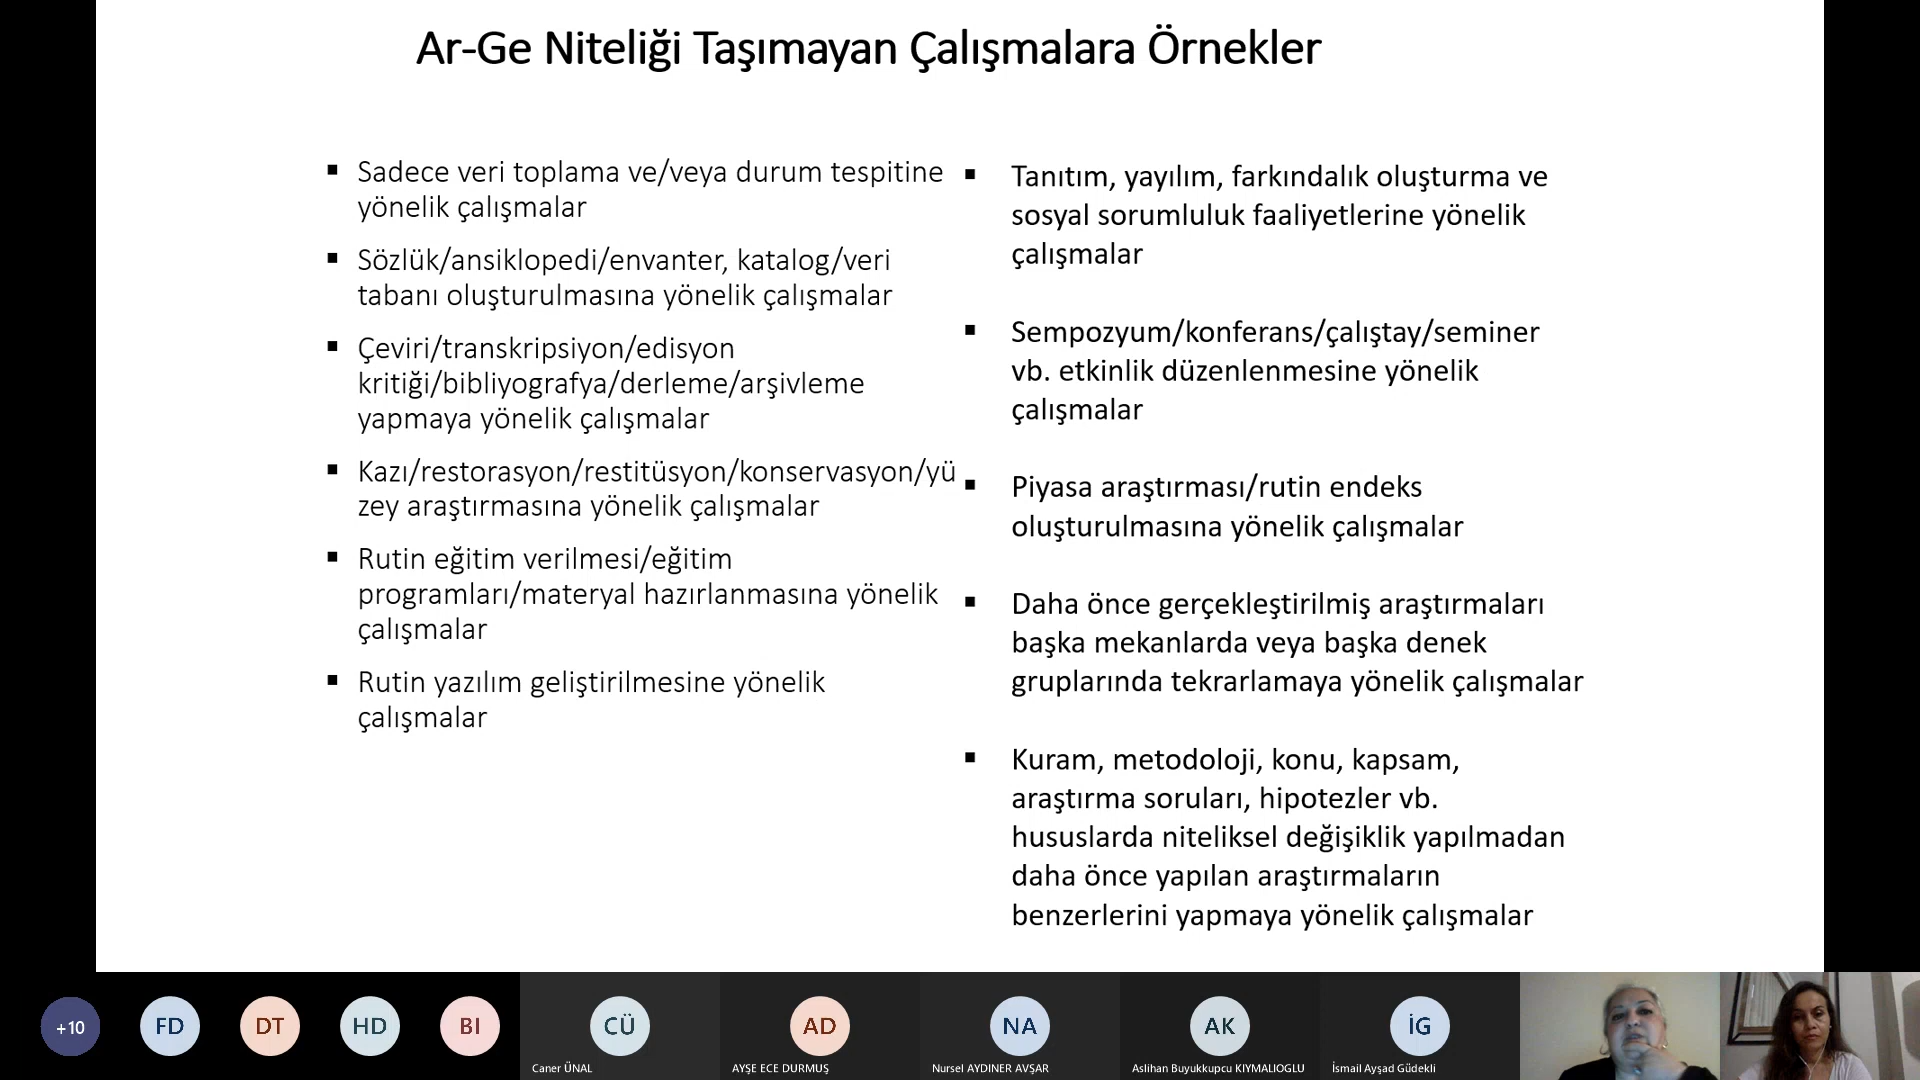 Ar-Ge Niteliği Taşımayan Çalışmalara Örnekler
▪ Sadece veri toplama ve/veya durum tespitine
yönelik çalışmalar
▪ Sözlük/ansiklopedi/envanter, katalog/veri
tabanı oluşturulmasına yönelik çalışmalar
▪ Çeviri/transkripsiyon/edisyon
kritiği/bibliyografya/derleme/arşivleme
yapmaya yönelik çalışmalar
▪ Kazı/restorasyon/restitüsyon/konservasyon/yü
zey araştırmasına yönelik çalışmalar
▪ Rutin eğitim verilmesi/eğitim
programları/materyal hazırlanmasına yönelik
çalışmalar
▪ Rutin yazılım geliştirilmesine yönelik
çalışmalar
▪ Tanıtım, yayılım, farkındalık oluşturma ve
sosyal sorumluluk faaliyetlerine yönelik
çalışmalar
▪ Sempozyum/konferans/çalıştay/seminer
vb. etkinlik düzenlenmesine yönelik
çalışmalar
▪ Piyasa araştırması/rutin endeks
oluşturulmasına yönelik çalışmalar
▪ Daha önce gerçekleştirilmiş araştırmaları
başka mekanlarda veya başka denek
gruplarında tekrarlamaya yönelik çalışmalar
▪ Kuram, metodoloji, konu, kapsam,
araştırma soruları, hipotezler vb.
hususlarda niteliksel değişiklik yapılmadan
daha önce yapılan araştırmaların
benzerlerini yapmaya yönelik çalışmalar
+10
FD
DT
HD
BI
CÜ
Caner ÜNAL
AD
AYŞE ECE DURMUŞ
NA
Nursel AYDINER AVŞAR
AK
Aslihan Buyukkupcu KIYMALIOGLU
İG
İsmail Ayşad Güdekli